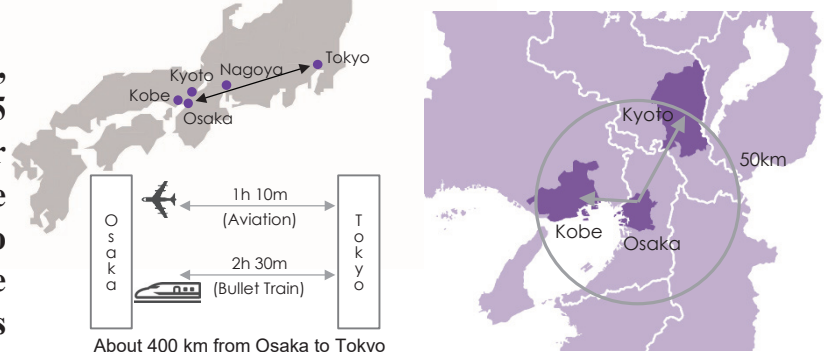 ,
5
r
e
o
e
s
Tokyo
Nagoya
Kyoto
Kobe
Osaka
Osaka
1h 10m
(Aviation)
2h 30m
(Bullet Train)
Tokyo
About 400 km from Osaka to Tokyo
Kyoto
50km
Kobe
Osaka